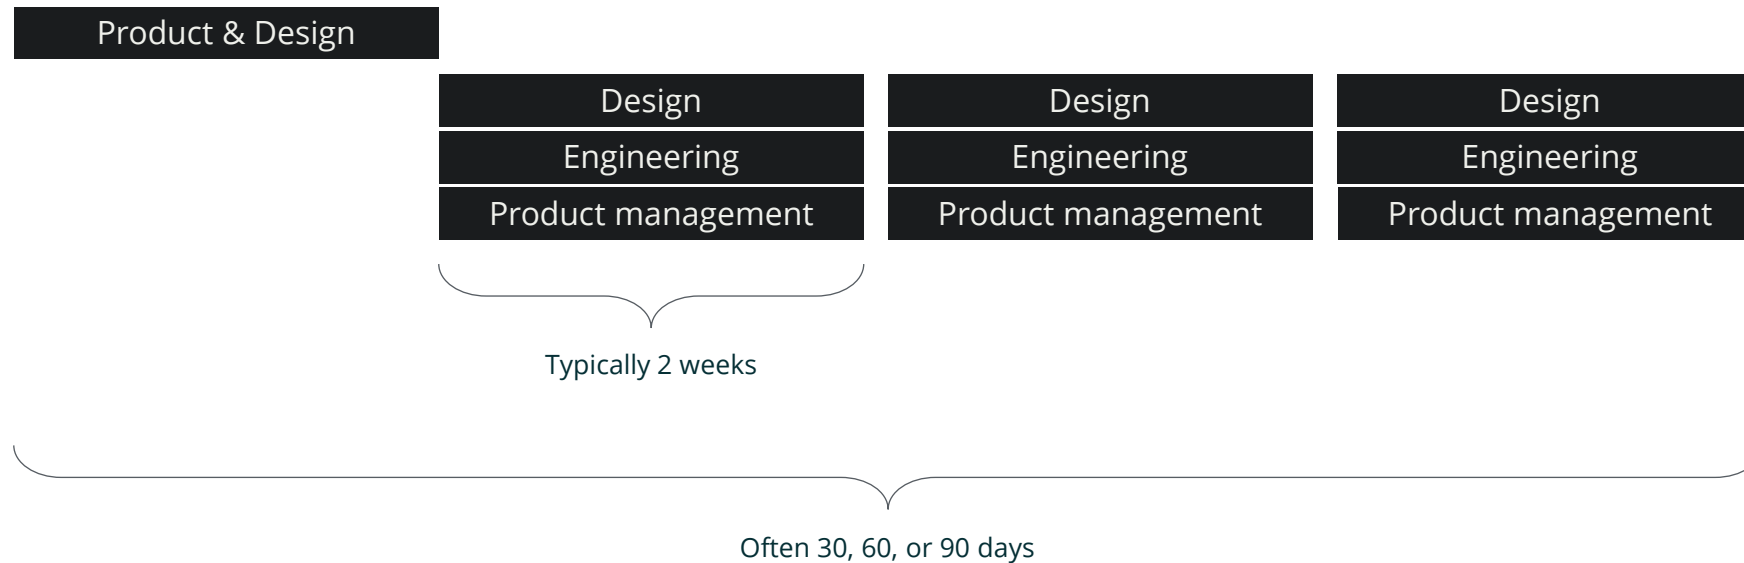 Product & Design
Design
Engineering
Product management
Design
Engineering
Product management
Design
Engineering
Product management
Typically 2 weeks
Often 30, 60, or 90 days